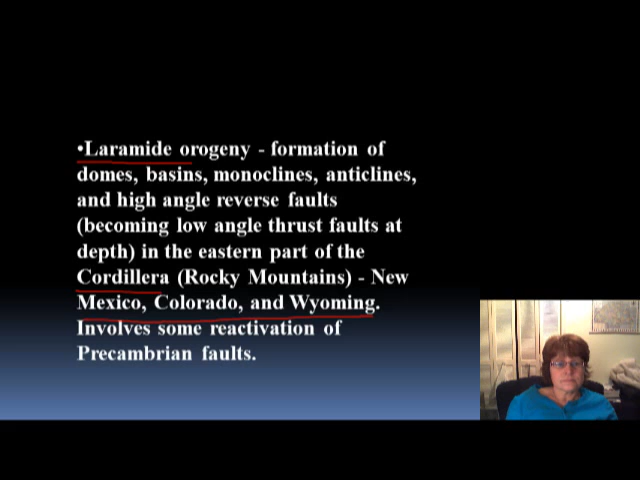 •Laramide orogeny - formation of
domes, basins, monoclines, anticlines,
and high angle reverse faults
(becoming low angle thrust faults at
depth) in the eastern part of the
Cordillera (Rocky Mountains) - New
Mexico, Colorado, and Wyoming.
Involves some reactivation of
Precambrian faults.